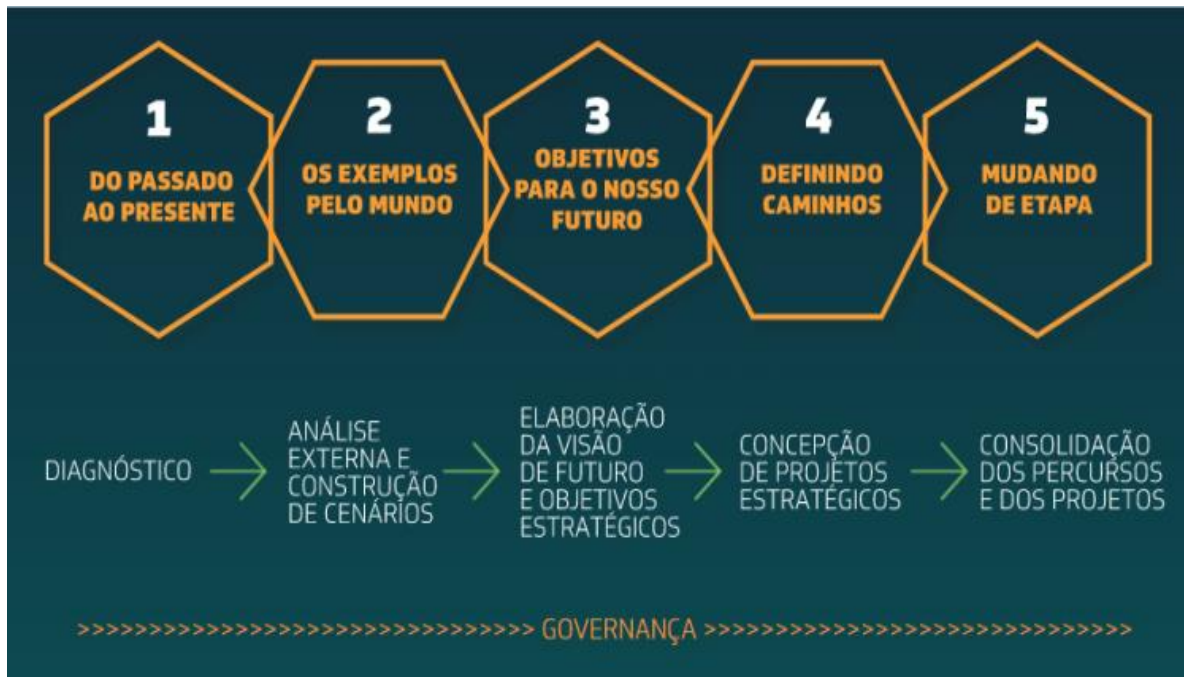 1
DO PASSADO
AO PRESENTE
2
OS EXEMPLOS
PELO MUNDO
3
OBJETIVOS
PARA O NOSSO
FUTURO
4
DEFININDO
CAMINHOS
5
MUDANDO
DE ETAPA
DIAGNÓSTICO
ANÁLISE
EXTERNA E
CONSTRUÇÃO
DE CENÁRIOS
ELABORAÇÃO
DA VISÃO
DE FUTURO
E OBJETIVOS
ESTRATÉGICOS
CONCEPÇÃO
DE PROJETOS
ESTRATÉGICOS
CONSOLIDAÇÃO
DOS PERCURSOS
E DOS PROJETOS
>>>>>>>>>>>>>>>>>>>>>>>>>>>>>>>> GOVERNANÇA >>>>>>>>>>>>>>>>>>>>>>>>>>>>>>